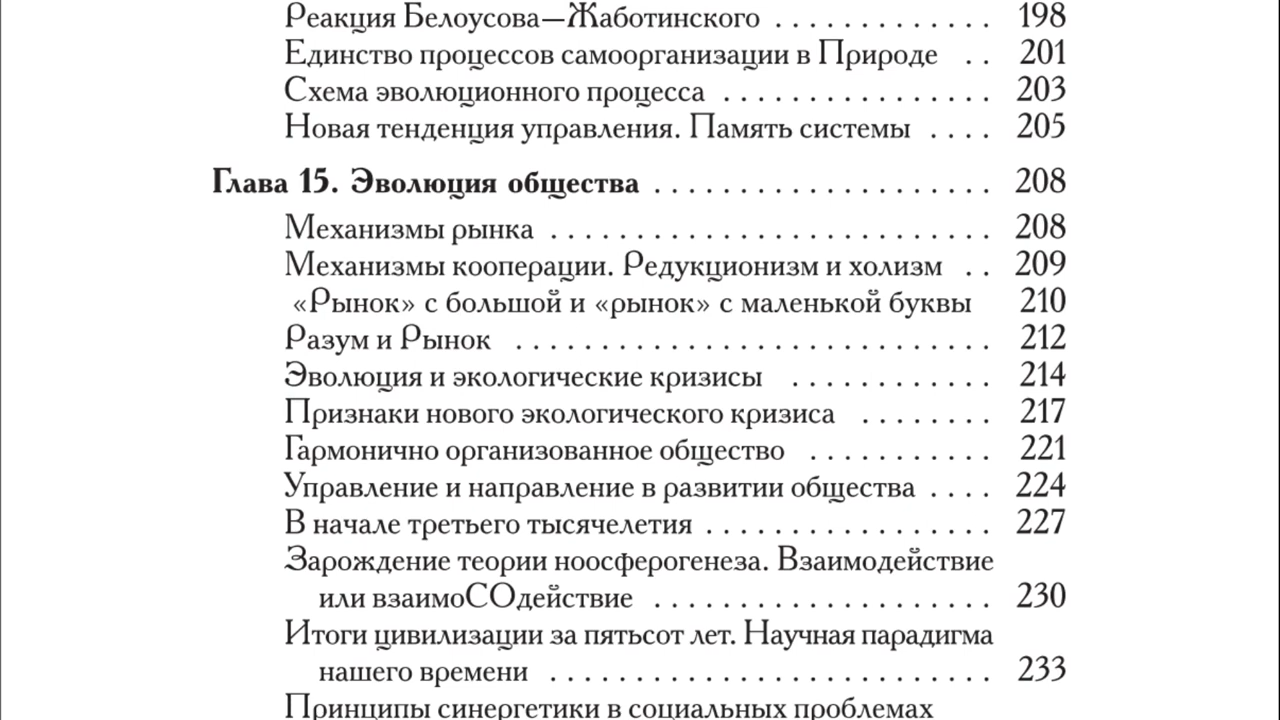 Реакция Белоусова—Жаботинского . . . . . . . . . . . . . 198
Единство процессов самоорганизации в Природе . . 201
Схема эволюционного процесса . . . . . . . . . . . . . . . . 203
Новая тенденция управления. Память системы . . . . 205
Глава 15. Эволюция общества . . . . . . . . . . . . . . . . . . . . 208
Механизмы рынка . . . . . . . . . . . . . . . . . . . . . . . . . . 208
Механизмы кооперации. Редукционизм и холизм . . 209
«Рынок» с большой и «рынок» с маленькой буквы 210
Разум и Рынок . . . . . . . . . . . . . . . . . . . . . . . . . . . . 212
Эволюция и экологические кризисы . . . . . . . . . . . . 214
Признаки нового экологического кризиса . . . . . . . . 217
Гармонично организованное общество . . . . . . . . . . . 221
Управление и направление в развитии общества . . . . 224
В начале третьего тысячелетия . . . . . . . . . . . . . . . . . 227
Зарождение теории ноосферогенеза. Взаимодействие
или взаимоСОдействие . . . . . . . . . . . . . . . . . . . . 230
Итоги цивилизации за пятьсот лет. Научная парадигма
нашего времени . . . . . . . . . . . . . . . . . . . . . . . . . . 233
Принципы синергетики в социальных проблемах